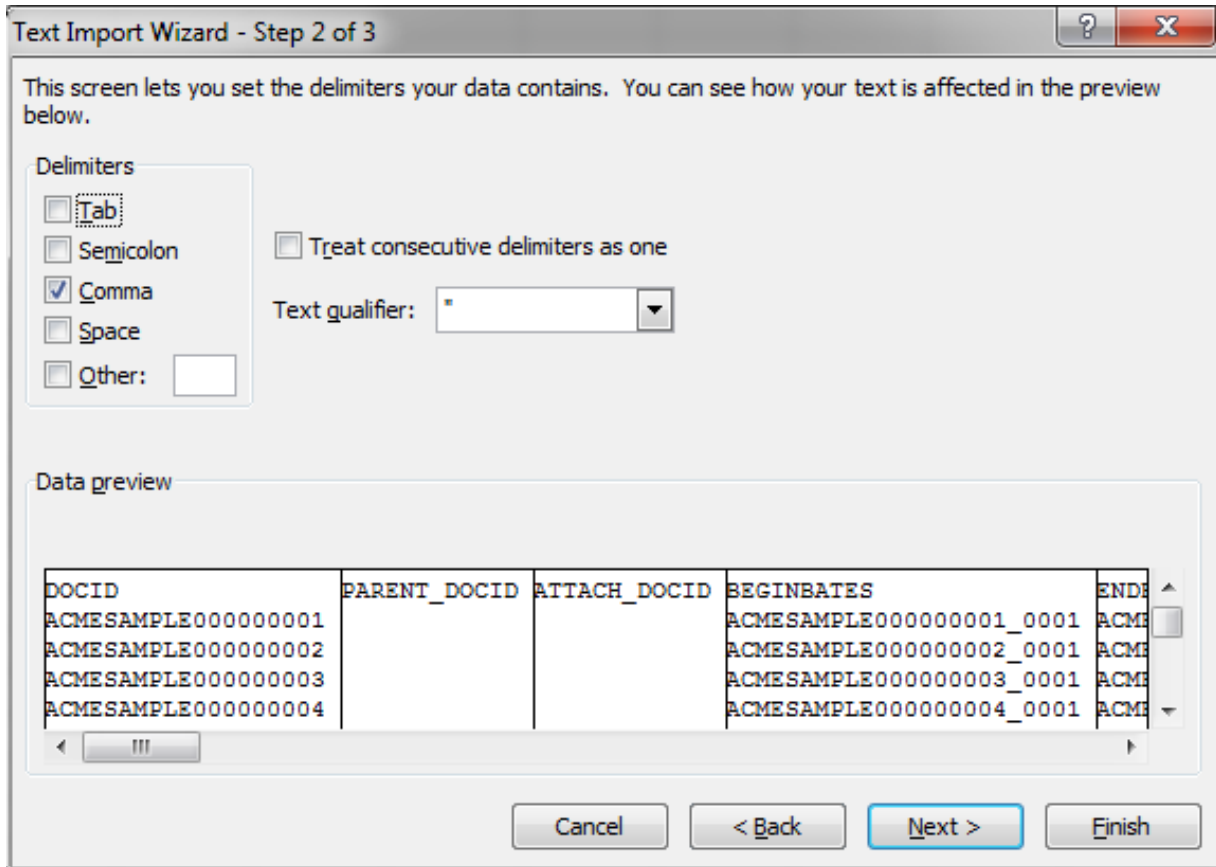 Text Import Wizard - Step 2 of 3
This screen lets you set the delimiters your data contains.  You can see how your text is affected in the preview
below.
Delimiters
Tab
Semicolon
Comma
Space
Other:
Treat consecutive delimiters as one
Text qualifier: "
Data preview
DOCID PARENT_DOCID ATTACH_DOCID BEGINBATES
ACMESAMPLE000000001 ACMESAMPLE000000001_0001
ACMESAMPLE000000002 ACMESAMPLE000000002_0001
ACMESAMPLE000000003 ACMESAMPLE000000003_0001
ACMESAMPLE000000004 ACMESAMPLE000000004_0001
Cancel < Back Next > Finish